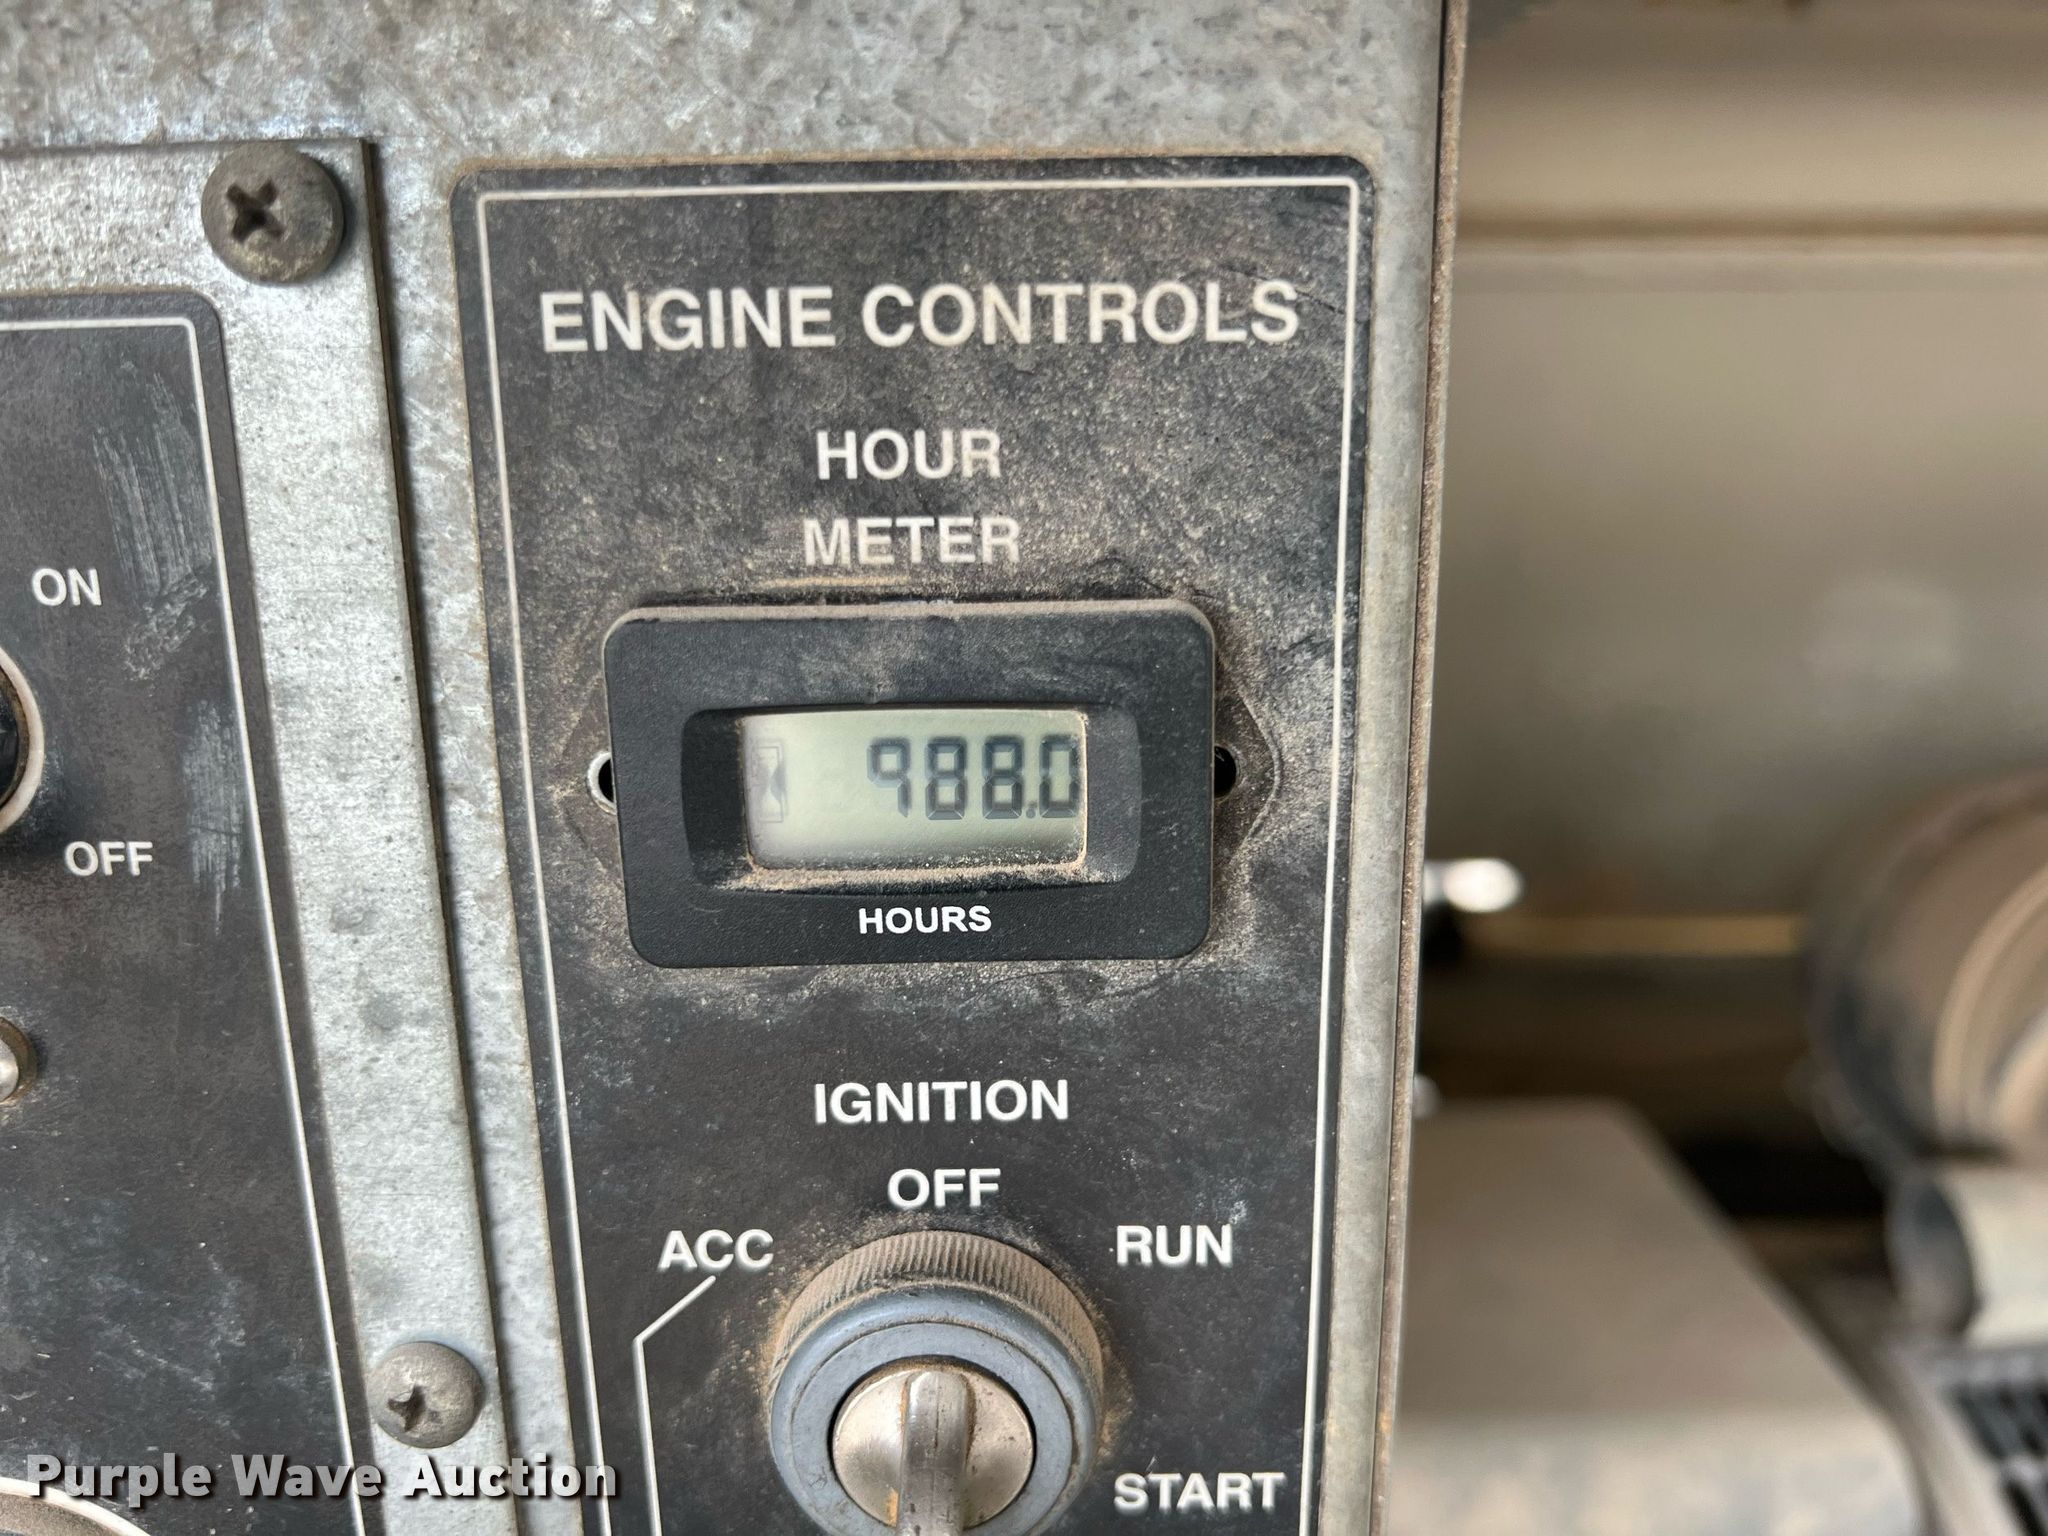 ENGINE CONTROLS
HOUR
METER
ON
988.0
OFF
HOURS
IGNITION
OFF
ACC
RUN
START
Purple Wave Auction